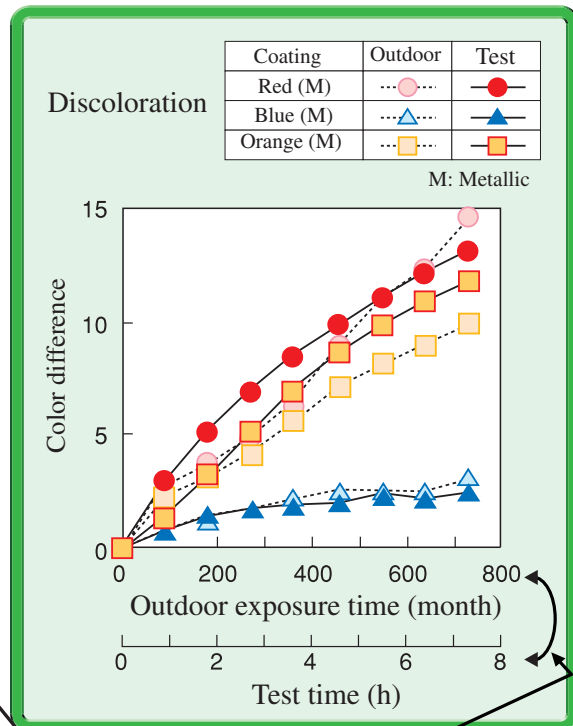 Discoloration
Coating Outdoor Test
Red (M)
Blue (M)
Orange (M)
M: Metallic
Color difference
15
10
5
0
0 200 400 600 800
Outdoor exposure time (month)
0 2 4 6 8
Test time (h)